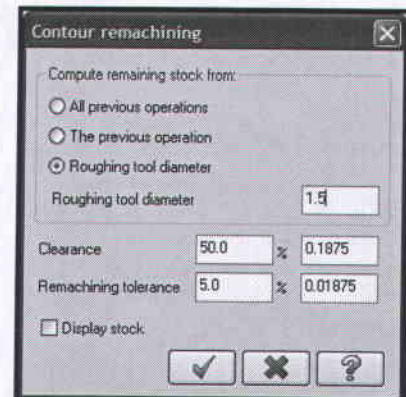 Contour remachining
Compute remaining stock from:
All previous operations
The previous operation
Roughing tool diameter
Roughing tool diameter 1.5
Clearance 50.0 % 0.1875
Remachining tolerance 5.0 % 0.01875
Display stock